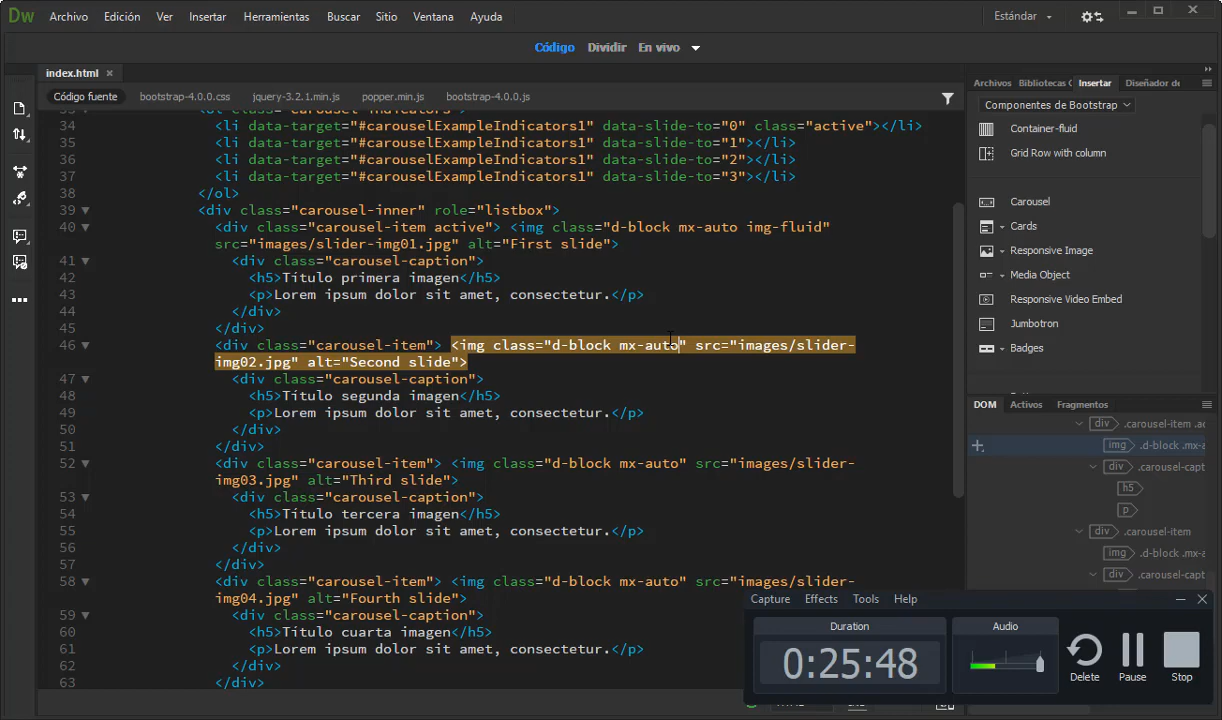 Dw Archivo Edición Ver Insertar Herramientas Buscar Sitio Ventana Ayuda Estándar
Código Dividir En vivo
index.html ×
Código fuente bootstrap-4.0.0.css jquery-3.2.1.min.js popper.min.js bootstrap-4.0.0.js
34 <li data-target="#carouselExampleIndicators1" data-slide-to="0" class="active"></li>
35 <li data-target="#carouselExampleIndicators1" data-slide-to="1"></li>
36 <li data-target="#carouselExampleIndicators1" data-slide-to="2"></li>
37 <li data-target="#carouselExampleIndicators1" data-slide-to="3"></li>
38 </ol>
39 <div class="carousel-inner" role="listbox">
40 <div class="carousel-item active"> <img class="d-block mx-auto img-fluid"
src="images/slider-img01.jpg" alt="First slide">
41 <div class="carousel-caption">
42 <h5>Título primera imagen</h5>
43 <p>Lorem ipsum dolor sit amet, consectetur.</p>
44 </div>
45 </div>
46 <div class="carousel-item"> <img class="d-block mx-auto" src="images/slider-
img02.jpg" alt="Second slide">
47 <div class="carousel-caption">
48 <h5>Título segunda imagen</h5>
49 <p>Lorem ipsum dolor sit amet, consectetur.</p>
50 </div>
51 </div>
52 <div class="carousel-item"> <img class="d-block mx-auto" src="images/slider-
img03.jpg" alt="Third slide">
53 <div class="carousel-caption">
54 <h5>Título tercera imagen</h5>
55 <p>Lorem ipsum dolor sit amet, consectetur.</p>
56 </div>
57 </div>
58 <div class="carousel-item"> <img class="d-block mx-auto" src="images/slider-
img04.jpg" alt="Fourth slide">
59 <div class="carousel-caption">
60 <h5>Título cuarta imagen</h5>
61 <p>Lorem ipsum dolor sit amet, consectetur.</p>
62 </div>
63 </div>
Archivos Bibliotecas C Insertar Diseñador de
Componentes de Bootstrap
Container-fluid
Grid Row with column
Carousel
Cards
Responsive Image
Media Object
Responsive Video Embed
Jumbotron
Badges
DOM Activos Fragmentos
div .carousel-item .ac
img .d-block .mx-a
div .carousel-capt
h5
p
div .carousel-item
img .d-block .mx-a
div .carousel-capt
Capture Effects Tools Help
Duration Audio
0:25:48
Delete Pause Stop